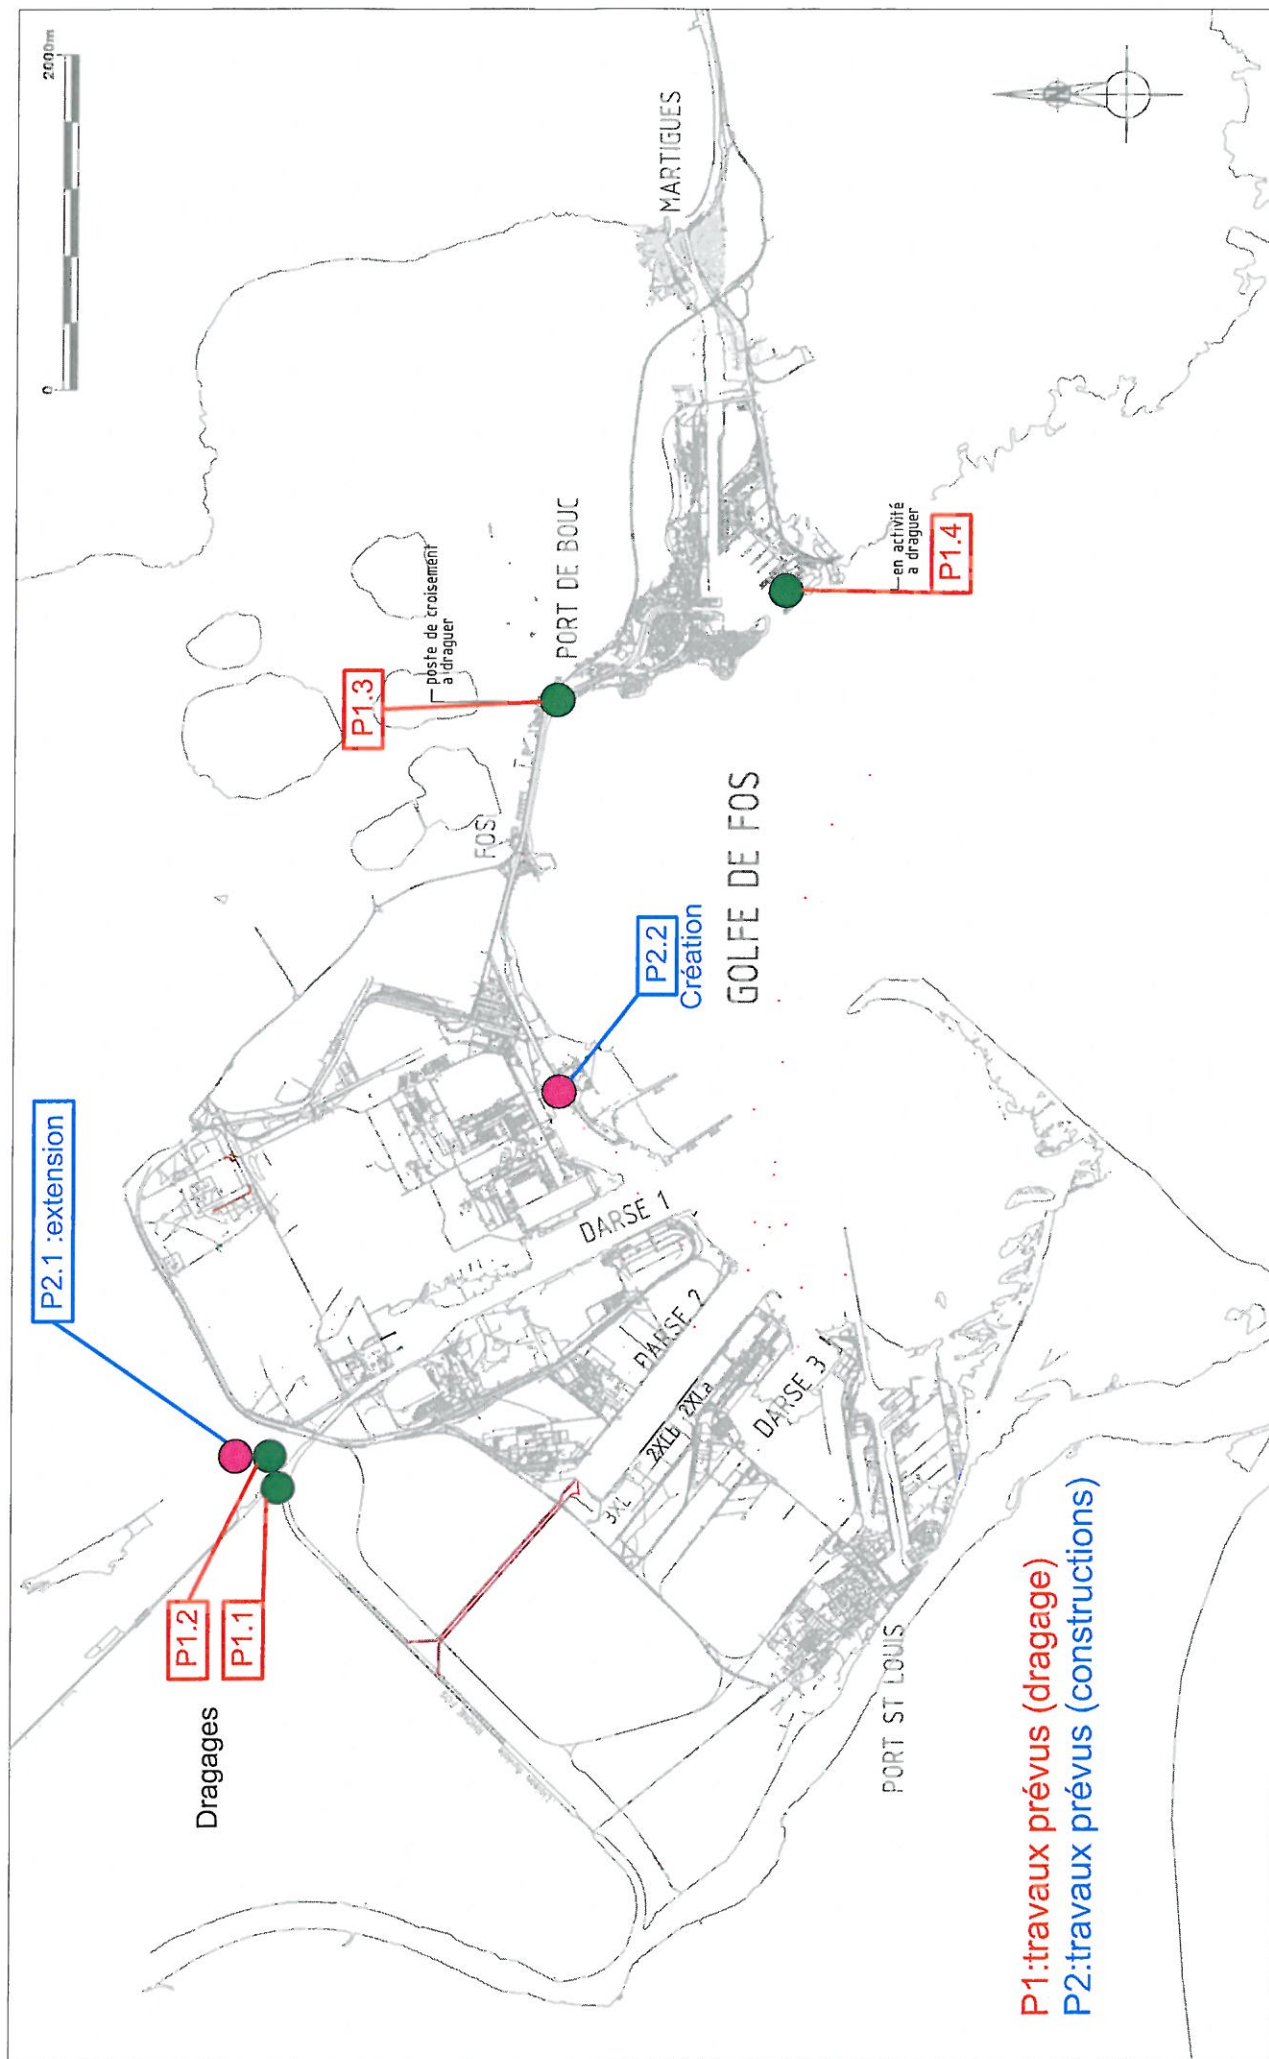 0
2000m
P2.1 :extension
P1.2
P1.1
Dragages
P1.3
poste de croisement
a draguer
PORT DE BOUC
MARTIGUES
N
FOS
P2.2
Création
GOLFE DE FOS
en activité
a draguer
P1.4
DARSE 1
DARSE 2
3XL
2XLb
2XLa
DARSE 3
PORT ST LOUIS
P1:travaux prévus (dragage)
P2:travaux prévus (constructions)